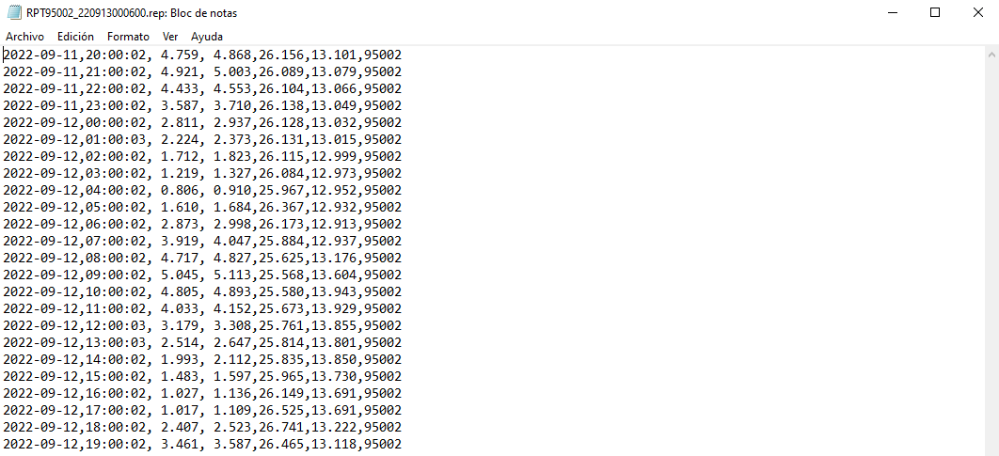 RPT95002_220913000600.rep: Bloc de notas
Archivo Edición Formato Ver Ayuda
2022-09-11,20:00:02, 4.759, 4.868,26.156,13.101,95002
2022-09-11,21:00:02, 4.921, 5.003,26.089,13.079,95002
2022-09-11,22:00:02, 4.433, 4.553,26.104,13.066,95002
2022-09-11,23:00:02, 3.587, 3.710,26.138,13.049,95002
2022-09-12,00:00:02, 2.811, 2.937,26.128,13.032,95002
2022-09-12,01:00:03, 2.224, 2.373,26.131,13.015,95002
2022-09-12,02:00:02, 1.712, 1.823,26.115,12.999,95002
2022-09-12,03:00:02, 1.219, 1.327,26.084,12.973,95002
2022-09-12,04:00:02, 0.806, 0.910,25.967,12.952,95002
2022-09-12,05:00:02, 1.610, 1.684,26.367,12.932,95002
2022-09-12,06:00:02, 2.873, 2.998,26.173,12.913,95002
2022-09-12,07:00:02, 3.919, 4.047,25.884,12.937,95002
2022-09-12,08:00:02, 4.717, 4.827,25.625,13.176,95002
2022-09-12,09:00:02, 5.045, 5.113,25.568,13.604,95002
2022-09-12,10:00:02, 4.805, 4.893,25.580,13.943,95002
2022-09-12,11:00:02, 4.033, 4.152,25.673,13.929,95002
2022-09-12,12:00:03, 3.179, 3.308,25.761,13.855,95002
2022-09-12,13:00:03, 2.514, 2.647,25.814,13.801,95002
2022-09-12,14:00:02, 1.993, 2.112,25.835,13.850,95002
2022-09-12,15:00:02, 1.483, 1.597,25.965,13.730,95002
2022-09-12,16:00:02, 1.027, 1.136,26.149,13.691,95002
2022-09-12,17:00:02, 1.017, 1.109,26.525,13.691,95002
2022-09-12,18:00:02, 2.407, 2.523,26.741,13.222,95002
2022-09-12,19:00:02, 3.461, 3.587,26.465,13.118,95002